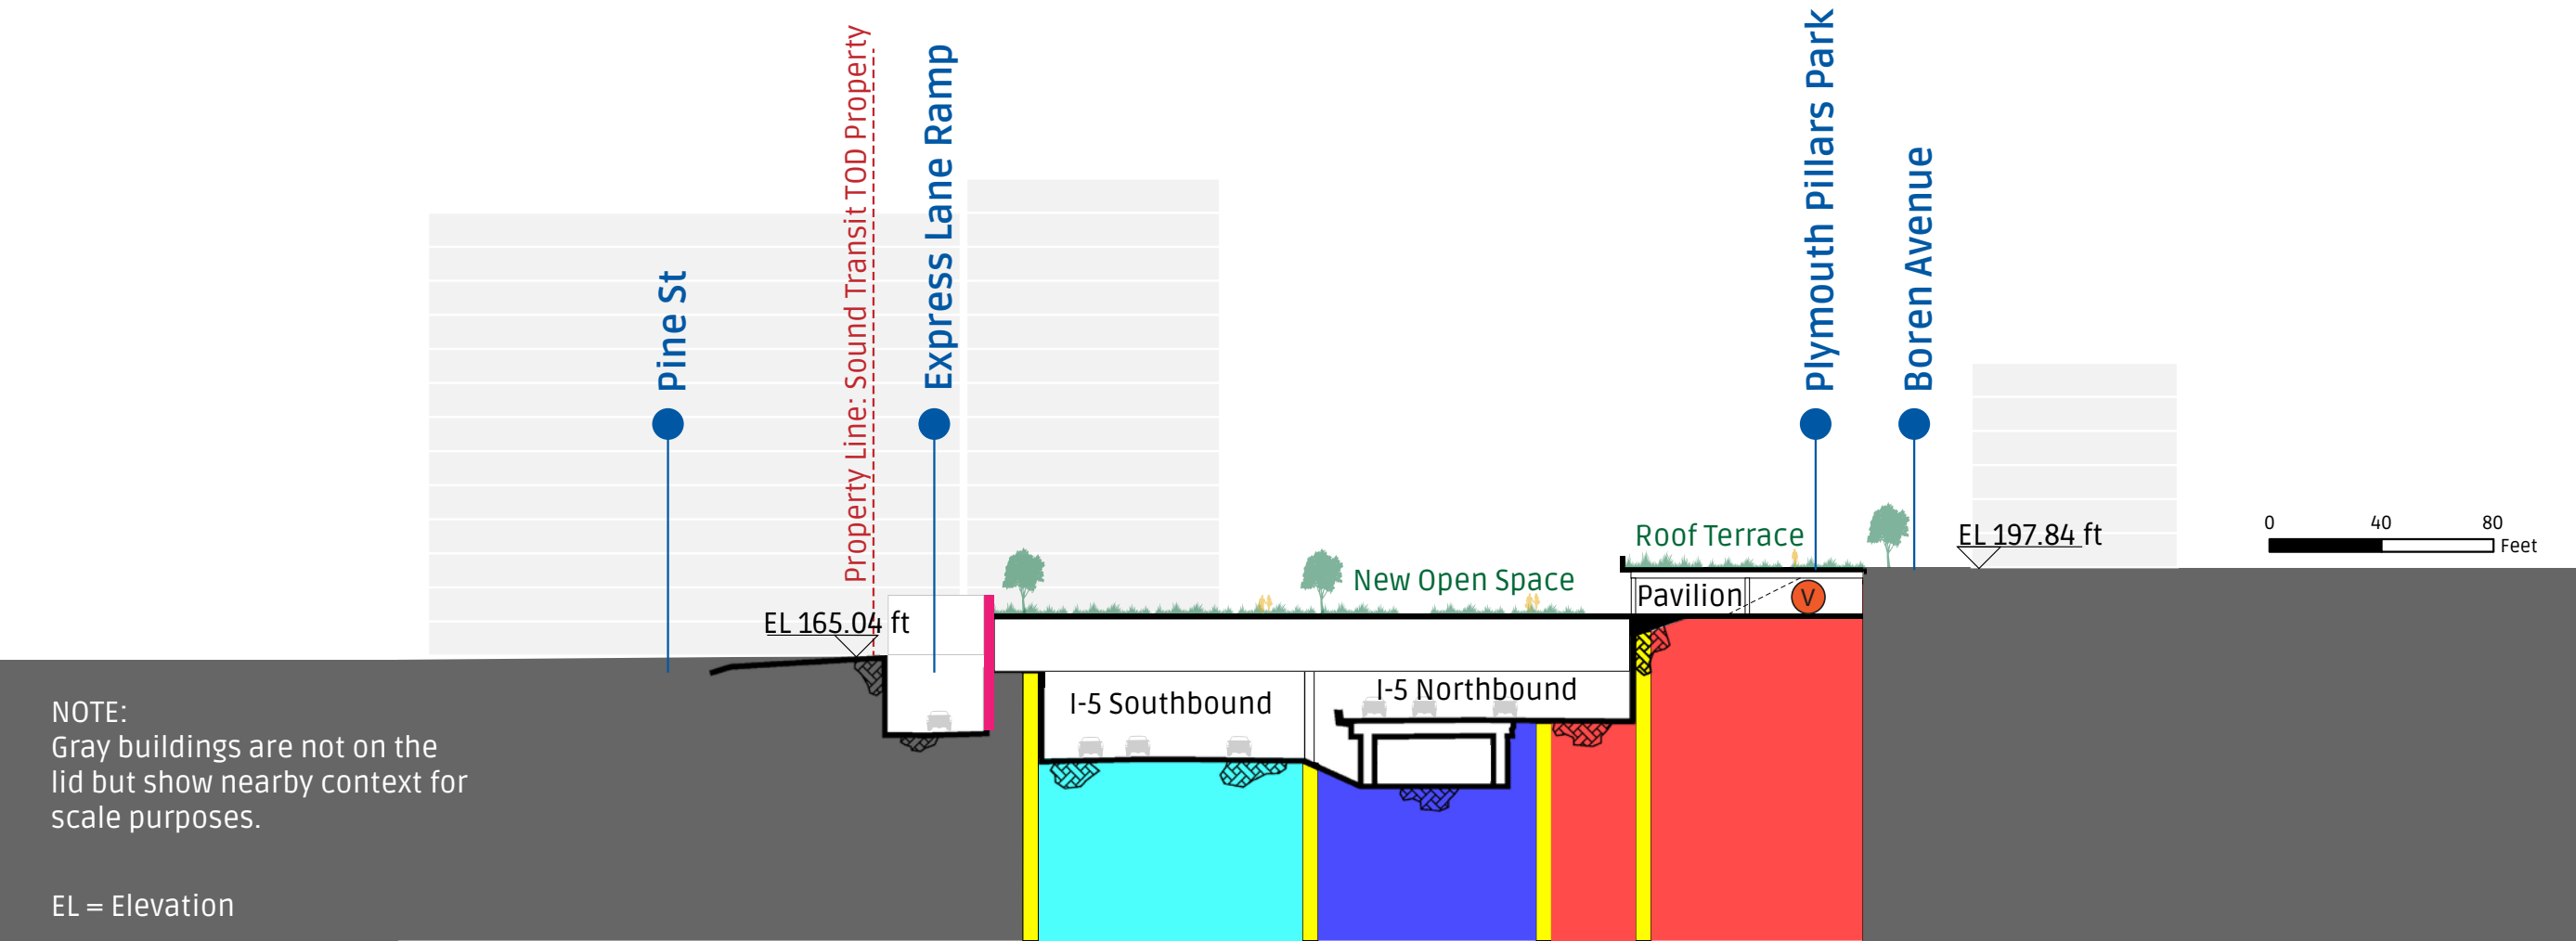 Pine St
Property Line: Sound Transit TOD Property
Express Lane Ramp
Plymouth Pillars Park
Boren Avenue
Roof Terrace
EL 197.84 ft
0 40 80
Feet
New Open Space
Pavilion
V
EL 165.04 ft
I-5 Southbound
I-5 Northbound
NOTE:
Gray buildings are not on the
lid but show nearby context for
scale purposes.
EL = Elevation